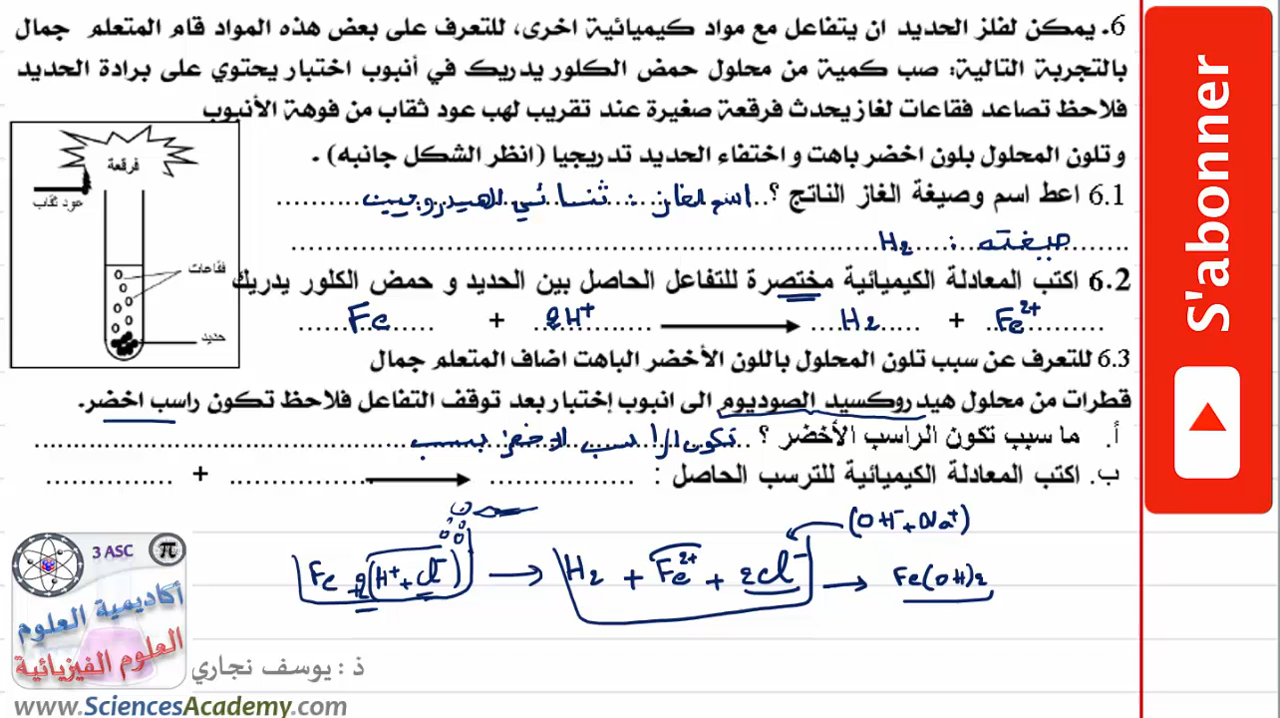 6. يمكن لفلز الحديد ان يتفاعل مع مواد كيميائية اخرى، للتعرف على بعض هذه المواد قام المتعلم جمال
بالتجربة التالية: صب كمية من محلول حمض الكلور يدريك في أنبوب اختبار يحتوي على برادة الحديد
فلاحظ تصاعد فقاعات لغاز يحدث فرقعة صغيرة عند تقريب لهب عود ثقاب من فوهة الأنبوب
و تلون المحلول بلون اخضر باهت و اختفاء الحديد تدريجيا (انظر الشكل جانبه) .
فرقعة
عود ثقاب
فقاعات
حديد
6.1 اعط اسم وصيغة الغاز الناتج ؟ اسم الغاز : ثنائي الهيدروجين
صيغته : H₂
6.2 اكتب المعادلة الكيميائية مختصرة للتفاعل الحاصل بين الحديد و حمض الكلور يدريك
Fe + 2H⁺ → H₂ + Fe²⁺
6.3 للتعرف عن سبب تلون المحلول باللون الأخضر الباهت اضاف المتعلم جمال
قطرات من محلول هيدروكسيد الصوديوم الى انبوب إختبار بعد توقف التفاعل فلاحظ تكون راسب اخضر.
أ. ما سبب تكون الراسب الأخضر ؟ تكون الراسب الاخضر بسبب
ب. اكتب المعادلة الكيميائية للترسب الحاصل : ................ + ................ → ................
(OH⁻ + Na⁺)
Fe + 2(H⁺ + Cl⁻) → H₂ + Fe²⁺ + 2Cl⁻ → Fe(OH)₂
3 ASC π
أكاديمية العلوم
العلوم الفيزيائية
ذ : يوسف نجاري
www.SciencesAcademy.com
S'abonner